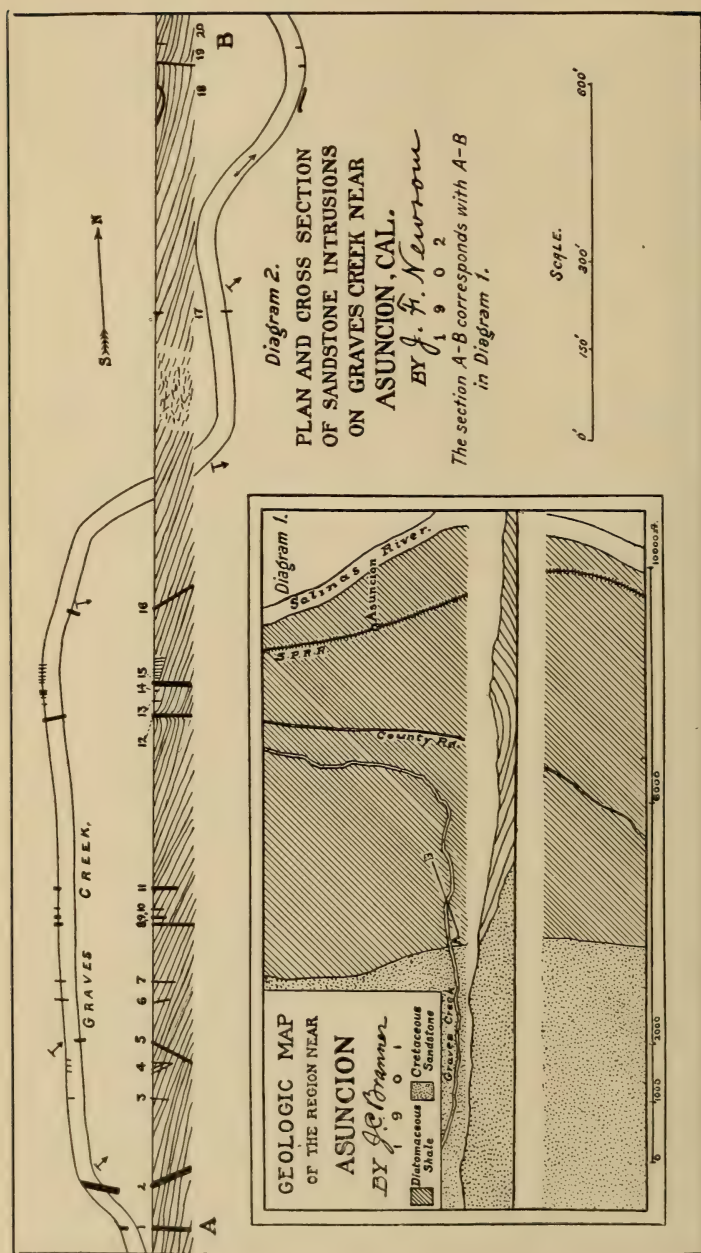 A
B
1
2
3
4
5
6
7
8
9
10
11
12
13
14
15
16
17
18
19
20
GRAVES CREEK.
S
N
Diagram 2.
PLAN AND CROSS SECTION
OF SANDSTONE INTRUSIONS
ON GRAVES CREEK NEAR
ASUNCION, CAL.
BY J. F. Newsom
1902
The section A-B corresponds with A-B
in Diagram 1.
SCALE.
0' 150' 300' 600'
GEOLOGIC MAP
OF THE REGION NEAR
ASUNCION
BY J.C. Branner
1901
Diatomaceous Shale
Cretaceous Sandstone
Diagram 1.
Salinas River.
Asuncion
County Rd.
Graves Creek
A
B
0 1000 2000 6000 10000 ft.